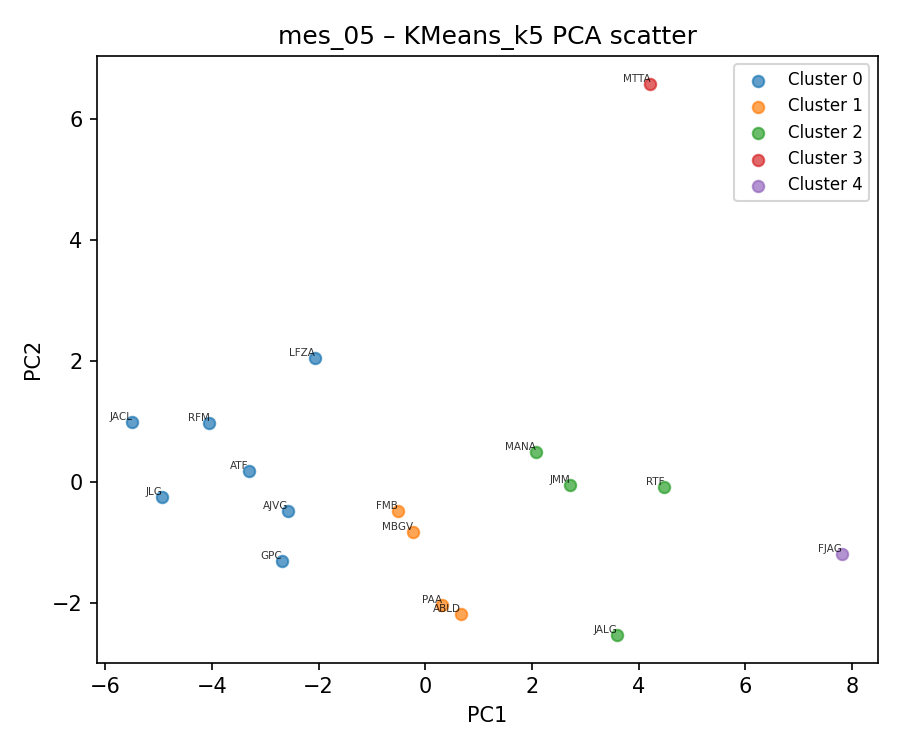 mes_05 – KMeans_k5 PCA scatter
MTTA
Cluster 0
Cluster 1
Cluster 2
Cluster 3
Cluster 4
6
4
2
0
−2
PC2
LFZA
JACL
RFM
ATF
JLG
AJVG
GPC
FMB
MBGV
PAA
ABLD
MANA
JMM
RTF
JALG
FJAG
−6
−4
−2
0
2
4
6
8
PC1